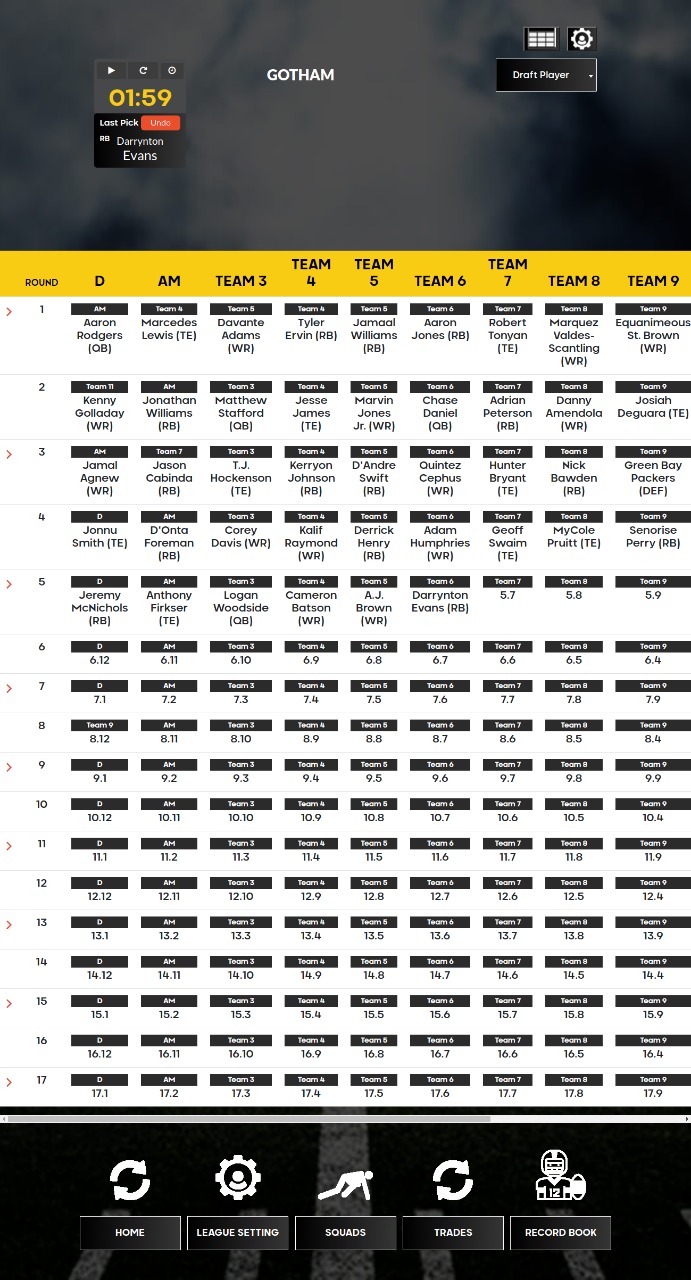 GOTHAM
Draft Player
01:59
Last Pick Undo
RB Darrynton
Evans
ROUND D AM TEAM 3 TEAM 4 TEAM 5 TEAM 6 TEAM 7 TEAM 8 TEAM 9
1 AM Team 4 Team 5 Team 4 Team 5 Team 6 Team 7 Team 8 Team 9
Aaron Marcedes Davante Tyler Jamaal Aaron Robert Marquez Equanimeous
Rodgers Lewis (TE) Adams Ervin (RB) Williams Jones (RB) Tonyan Valdes- St. Brown
(QB) (WR) (RB) (TE) Scantling (WR)
(WR)
2 Team 11 AM Team 3 Team 4 Team 5 Team 6 Team 7 Team 8 Team 9
Kenny Jonathan Matthew Jesse Marvin Chase Adrian Danny Josiah
Golladay Williams Stafford James Jones Daniel Peterson Amendola Deguara (TE)
(WR) (RB) (QB) (TE) Jr. (WR) (QB) (RB) (WR)
3 AM Team 7 Team 3 Team 4 Team 5 Team 6 Team 7 Team 8 Team 9
Jamal Jason T.J. Kerryon D'Andre Quintez Hunter Nick Green Bay
Agnew Cabinda Hockenson Johnson Swift Cephus Bryant Bawden Packers
(WR) (RB) (TE) (RB) (RB) (WR) (TE) (RB) (DEF)
4 D AM Team 3 Team 4 Team 5 Team 6 Team 7 Team 8 Team 9
Jonnu D'Onta Corey Kalif Derrick Adam Geoff MyCole Senorise
Smith (TE) Foreman Davis (WR) Raymond Henry Humphries Swaim Pruitt (TE) Perry (RB)
(RB) (WR) (RB) (WR) (TE)
5 D AM Team 3 Team 4 Team 5 Team 6 Team 7 Team 8 Team 9
Jeremy Anthony Logan Cameron A.J. Darrynton 5.7 5.8 5.9
McNichols Firkser Woodside Batson Brown Evans (RB)
(RB) (TE) (QB) (WR) (WR)
6 D AM Team 3 Team 4 Team 5 Team 6 Team 7 Team 8 Team 9
6.12 6.11 6.10 6.9 6.8 6.7 6.6 6.5 6.4
7 D AM Team 3 Team 4 Team 5 Team 6 Team 7 Team 8 Team 9
7.1 7.2 7.3 7.4 7.5 7.6 7.7 7.8 7.9
8 Team 9 AM Team 3 Team 4 Team 5 Team 6 Team 7 Team 8 Team 9
8.12 8.11 8.10 8.9 8.8 8.7 8.6 8.5 8.4
9 D AM Team 3 Team 4 Team 5 Team 6 Team 7 Team 8 Team 9
9.1 9.2 9.3 9.4 9.5 9.6 9.7 9.8 9.9
10 D AM Team 3 Team 4 Team 5 Team 6 Team 7 Team 8 Team 9
10.12 10.11 10.10 10.9 10.8 10.7 10.6 10.5 10.4
11 D AM Team 3 Team 4 Team 5 Team 6 Team 7 Team 8 Team 9
11.1 11.2 11.3 11.4 11.5 11.6 11.7 11.8 11.9
12 D AM Team 3 Team 4 Team 5 Team 6 Team 7 Team 8 Team 9
12.12 12.11 12.10 12.9 12.8 12.7 12.6 12.5 12.4
13 D AM Team 3 Team 4 Team 5 Team 6 Team 7 Team 8 Team 9
13.1 13.2 13.3 13.4 13.5 13.6 13.7 13.8 13.9
14 D AM Team 3 Team 4 Team 5 Team 6 Team 7 Team 8 Team 9
14.12 14.11 14.10 14.9 14.8 14.7 14.6 14.5 14.4
15 D AM Team 3 Team 4 Team 5 Team 6 Team 7 Team 8 Team 9
15.1 15.2 15.3 15.4 15.5 15.6 15.7 15.8 15.9
16 D AM Team 3 Team 4 Team 5 Team 6 Team 7 Team 8 Team 9
16.12 16.11 16.10 16.9 16.8 16.7 16.6 16.5 16.4
17 D AM Team 3 Team 4 Team 5 Team 6 Team 7 Team 8 Team 9
17.1 17.2 17.3 17.4 17.5 17.6 17.7 17.8 17.9
12
HOME LEAGUE SETTING SQUADS TRADES RECORD BOOK